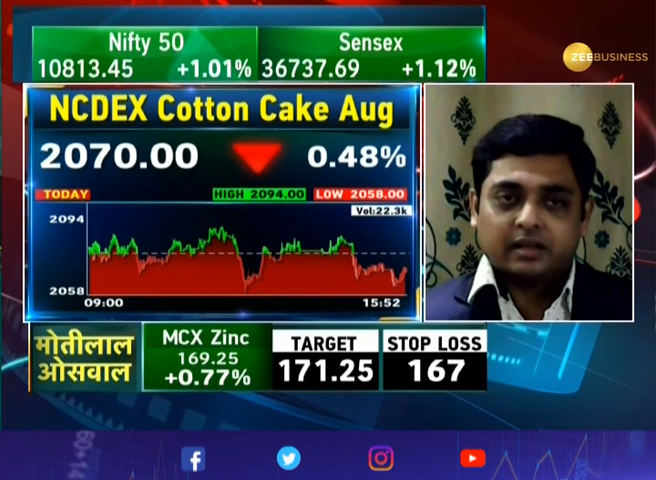 Nifty 50
10813.45 +1.01%
Sensex
36737.69 +1.12%
ZEEBUSINESS
NCDEX Cotton Cake Aug
2070.00 0.48%
TODAY HIGH 2094.00 LOW 2058.00
Vol:22.3k
2094
2058
09:00 15:52
मोतीलाल
ओसवाल
MCX Zinc
169.25
+0.77%
TARGET
171.25
STOP LOSS
167
60+14